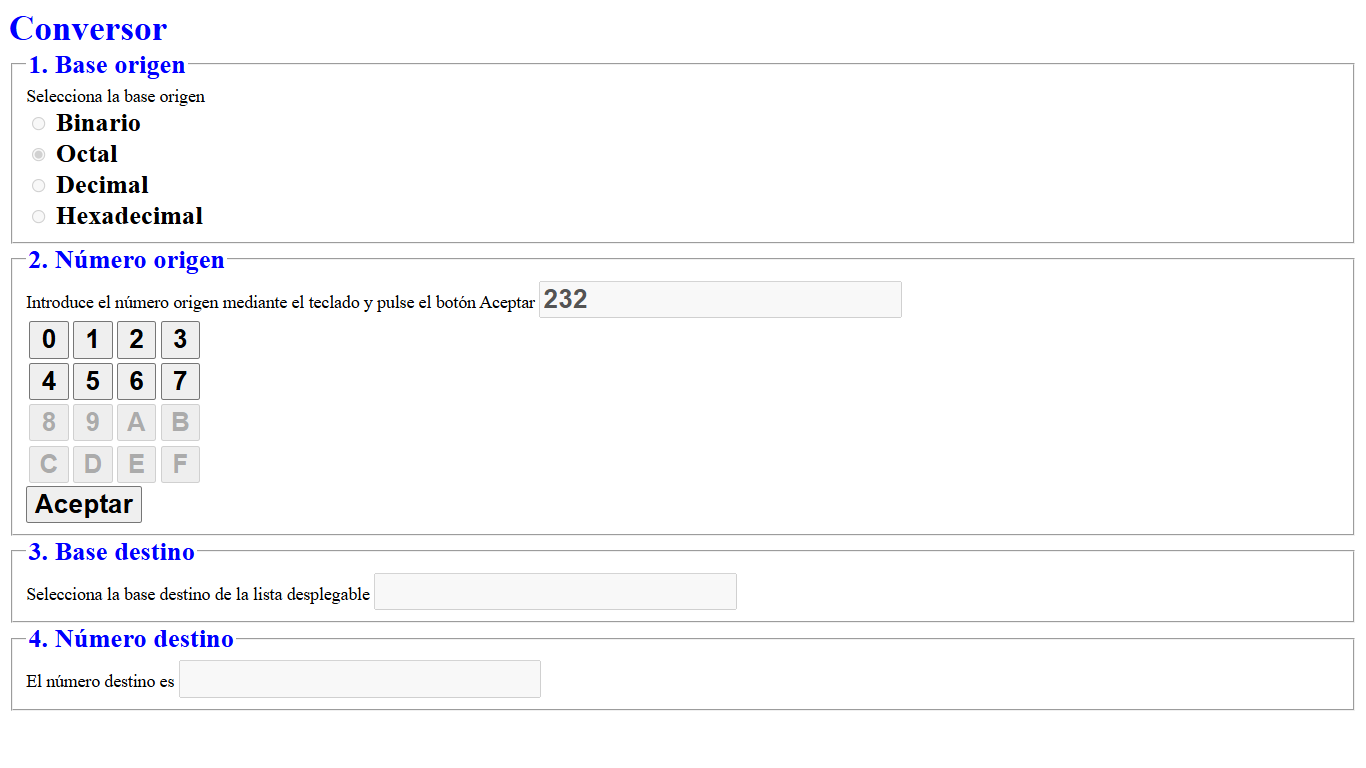 Conversor
1. Base origen
Selecciona la base origen
Binario
Octal
Decimal
Hexadecimal
2. Número origen
Introduce el número origen mediante el teclado y pulse el botón Aceptar 232
0 1 2 3
4 5 6 7
8 9 A B
C D E F
Aceptar
3. Base destino
Selecciona la base destino de la lista desplegable
4. Número destino
El número destino es